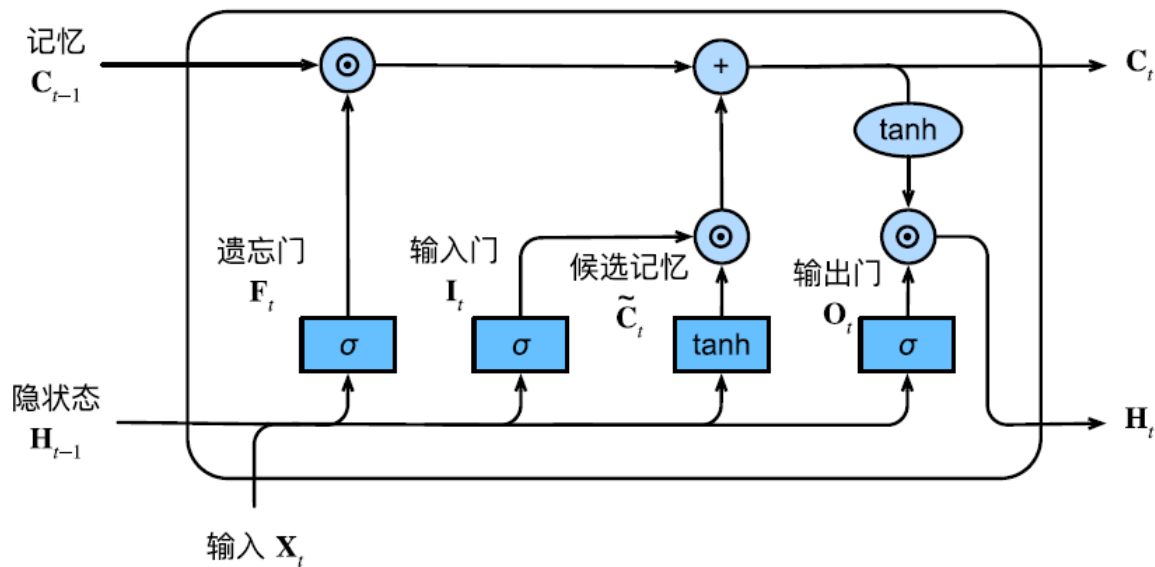 记忆
C_{t-1}
⊙
+
C_t
tanh
遗忘门
F_t
输入门
I_t
候选记忆
C̃_t
⊙
输出门
O_t
⊙
σ
σ
tanh
σ
隐状态
H_{t-1}
H_t
输入 X_t